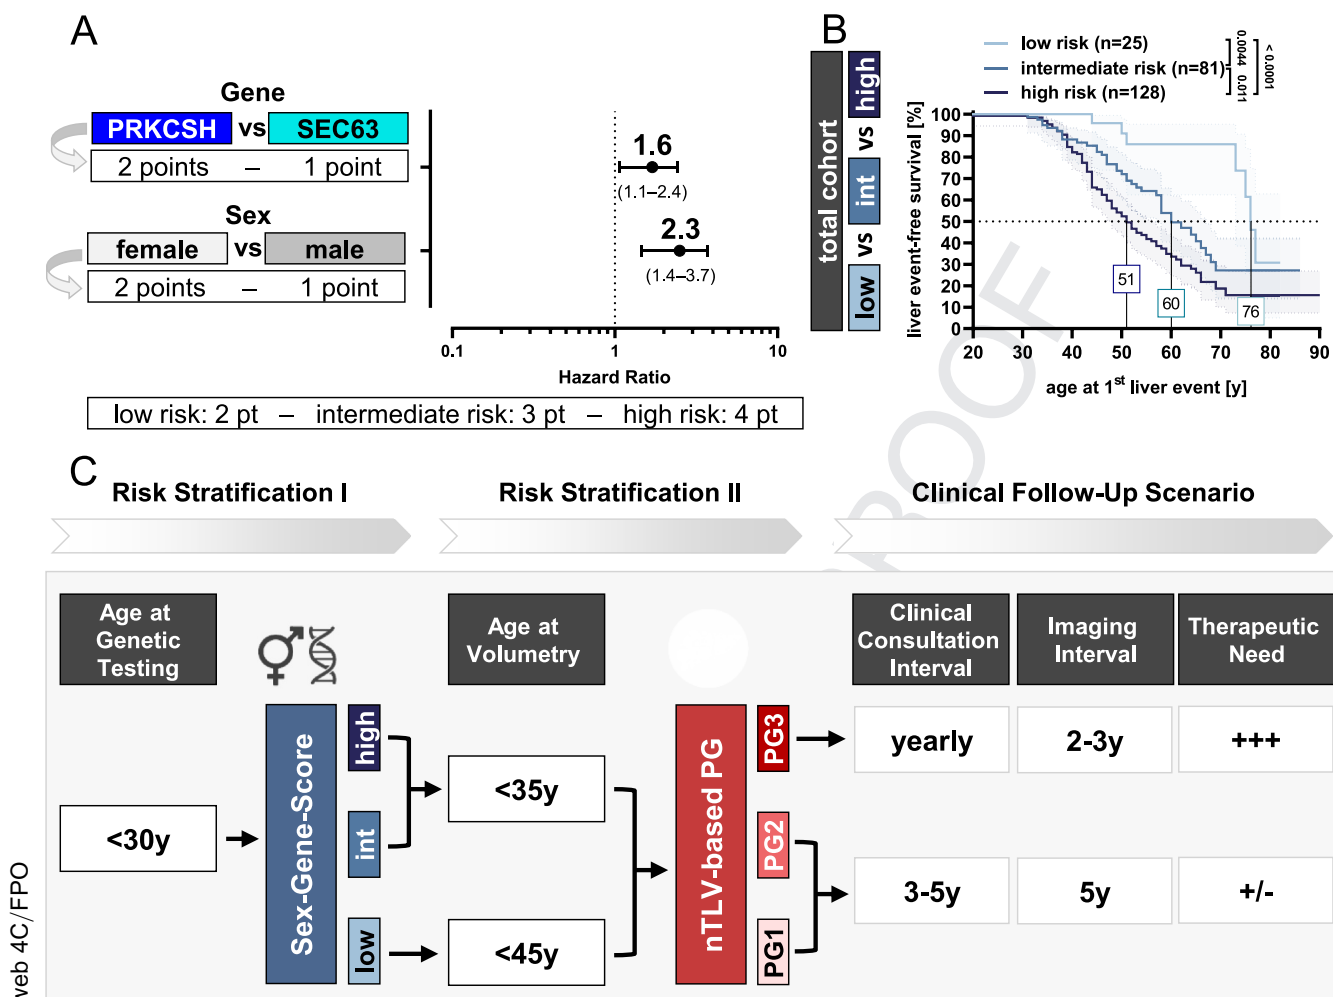 A
Gene
PRKCSH vs SEC63
2 points – 1 point
Sex
female vs male
2 points – 1 point
1.6
(1.1–2.4)
2.3
(1.4–3.7)
0.1 1 10
Hazard Ratio
low risk: 2 pt – intermediate risk: 3 pt – high risk: 4 pt
B
total cohort
low vs int vs high
low risk (n=25)
intermediate risk (n=81)
high risk (n=128)
0.0044 0.011
< 0.0001
liver event-free survival [%]
100
90
80
70
60
50
40
30
20
10
0
51
60
76
20 30 40 50 60 70 80 90
age at 1st liver event [y]
PROOF
C
Risk Stratification I
Risk Stratification II
Clinical Follow-Up Scenario
Age at
Genetic
Testing
Age at
Volumetry
Clinical
Consultation
Interval
Imaging
Interval
Therapeutic
Need
<30y
Sex-Gene-Score
high
int
low
<35y
<45y
nTLV-based PG
PG3
PG2
PG1
yearly
2-3y
+++
3-5y
5y
+/-
web 4C/FPO